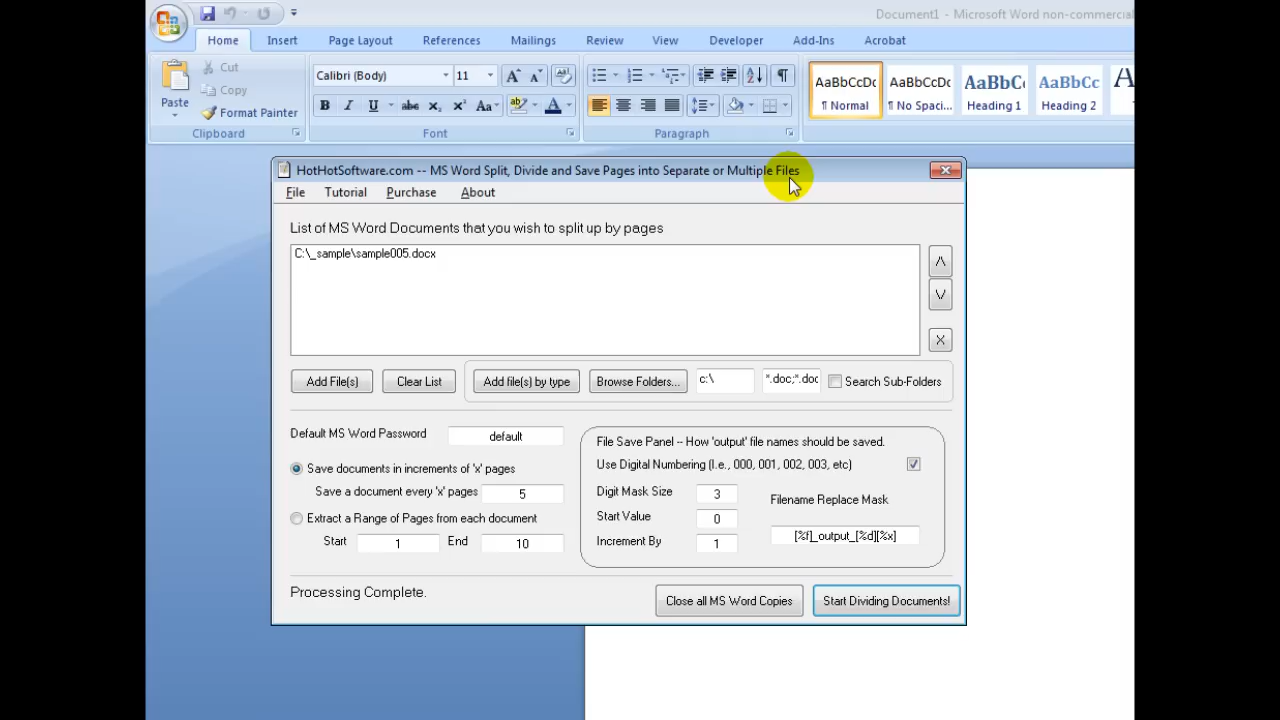 Document1 - Microsoft Word non-commercial
Home Insert Page Layout References Mailings Review View Developer Add-Ins Acrobat
Paste
Cut
Copy
Format Painter
Clipboard
Calibri (Body) 11
Font
Paragraph
AaBbCcDc AaBbCcDc AaBbC AaBbCc
¶ Normal ¶ No Spaci... Heading 1 Heading 2
HotHotSoftware.com -- MS Word Split, Divide and Save Pages into Separate or Multiple Files
File Tutorial Purchase About
List of MS Word Documents that you wish to split up by pages
C:\_sample\sample005.docx
Add File(s) Clear List Add file(s) by type Browse Folders... c:\ *.doc;*.doc Search Sub-Folders
Default MS Word Password default
Save documents in increments of 'x' pages
Save a document every 'x' pages 5
Extract a Range of Pages from each document
Start 1 End 10
File Save Panel -- How 'output' file names should be saved.
Use Digital Numbering (I.e., 000, 001, 002, 003, etc)
Digit Mask Size 3
Start Value 0
Increment By 1
Filename Replace Mask
[%f]_output_[%d][%x]
Processing Complete.
Close all MS Word Copies Start Dividing Documents!